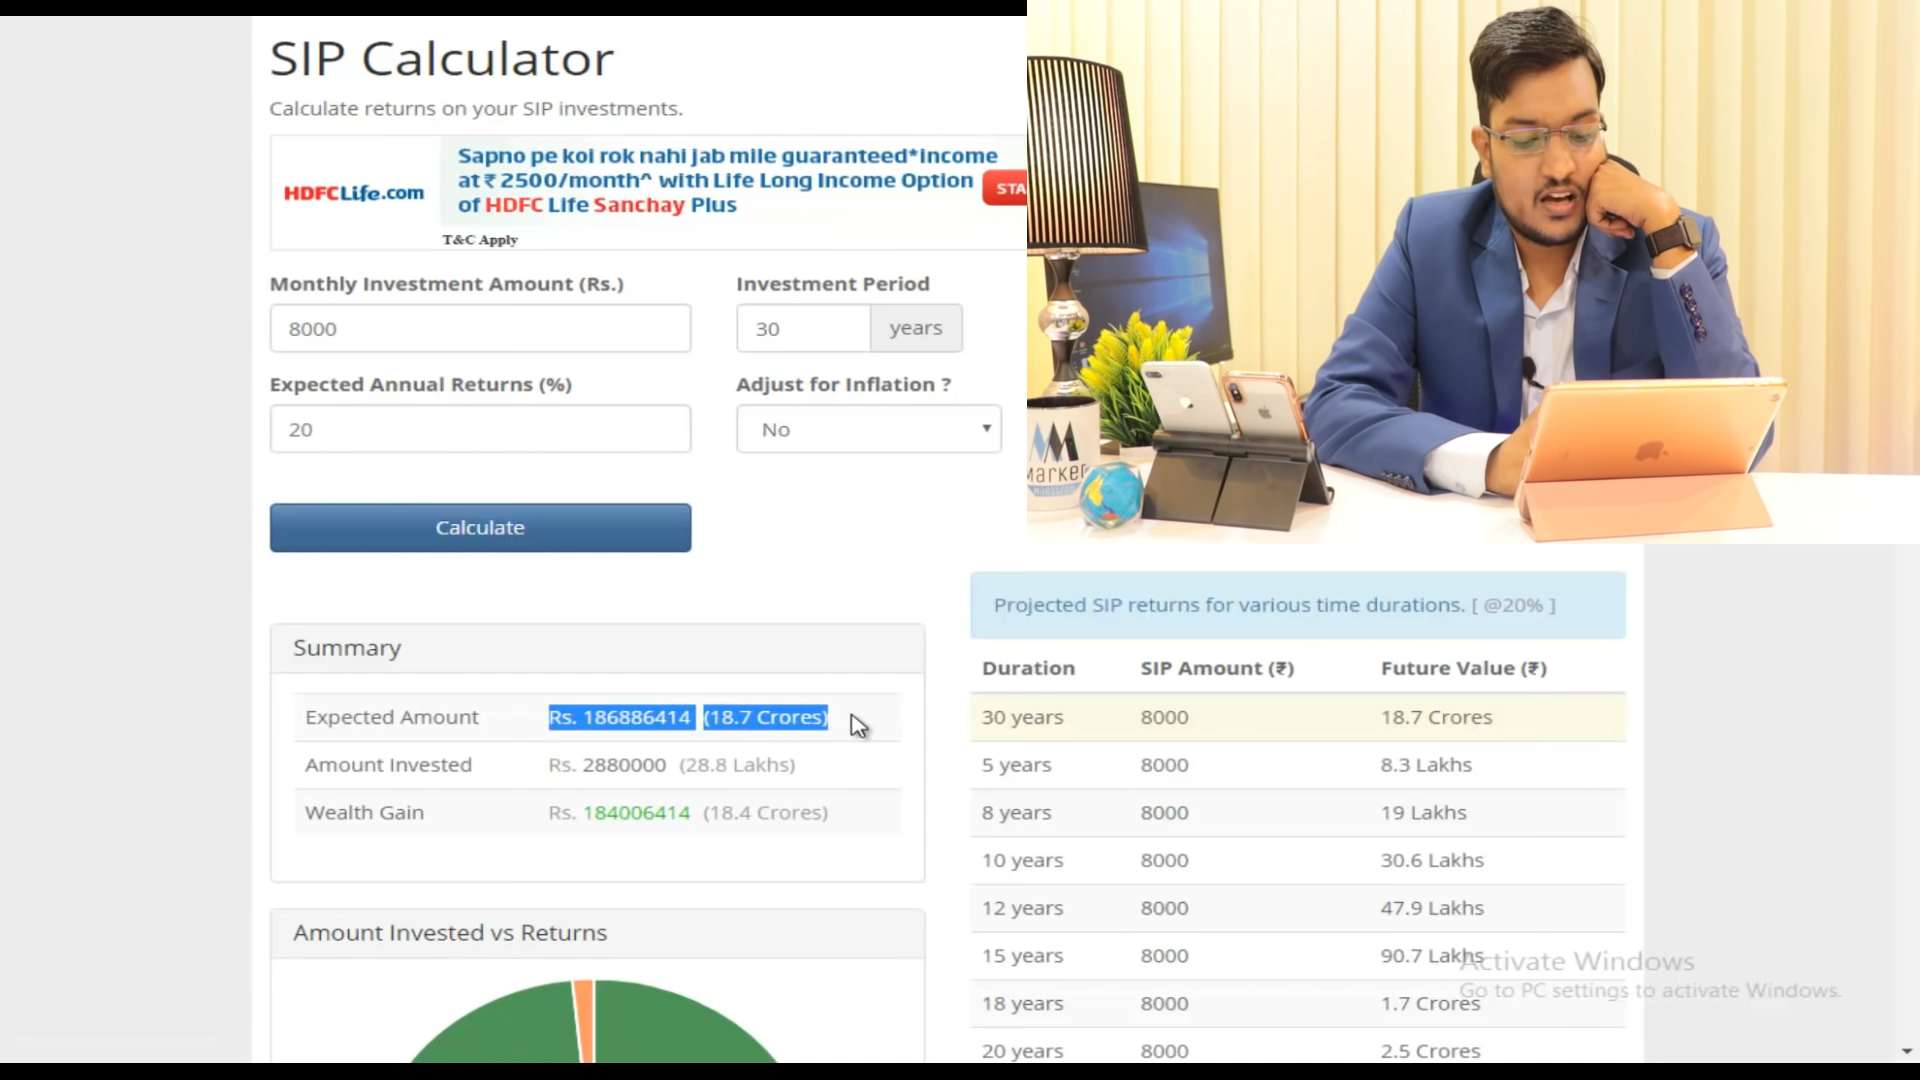 SIP Calculator
Calculate returns on your SIP investments.
HDFCLife.com
Sapno pe koi rok nahi jab mile guaranteed*Income
at ₹ 2500/month^ with Life Long Income Option
of HDFC Life Sanchay Plus
STA
T&C Apply
Monthly Investment Amount (Rs.)
8000
Investment Period
30 years
Expected Annual Returns (%)
20
Adjust for Inflation ?
No
Calculate
Summary
Expected Amount Rs. 186886414 (18.7 Crores)
Amount Invested Rs. 2880000 (28.8 Lakhs)
Wealth Gain Rs. 184006414 (18.4 Crores)
Amount Invested vs Returns
Projected SIP returns for various time durations. [ @20% ]
Duration SIP Amount (₹) Future Value (₹)
30 years 8000 18.7 Crores
5 years 8000 8.3 Lakhs
8 years 8000 19 Lakhs
10 years 8000 30.6 Lakhs
12 years 8000 47.9 Lakhs
15 years 8000 90.7 Lakhs
18 years 8000 1.7 Crores
20 years 8000 2.5 Crores
Activate Windows
Go to PC settings to activate Windows.